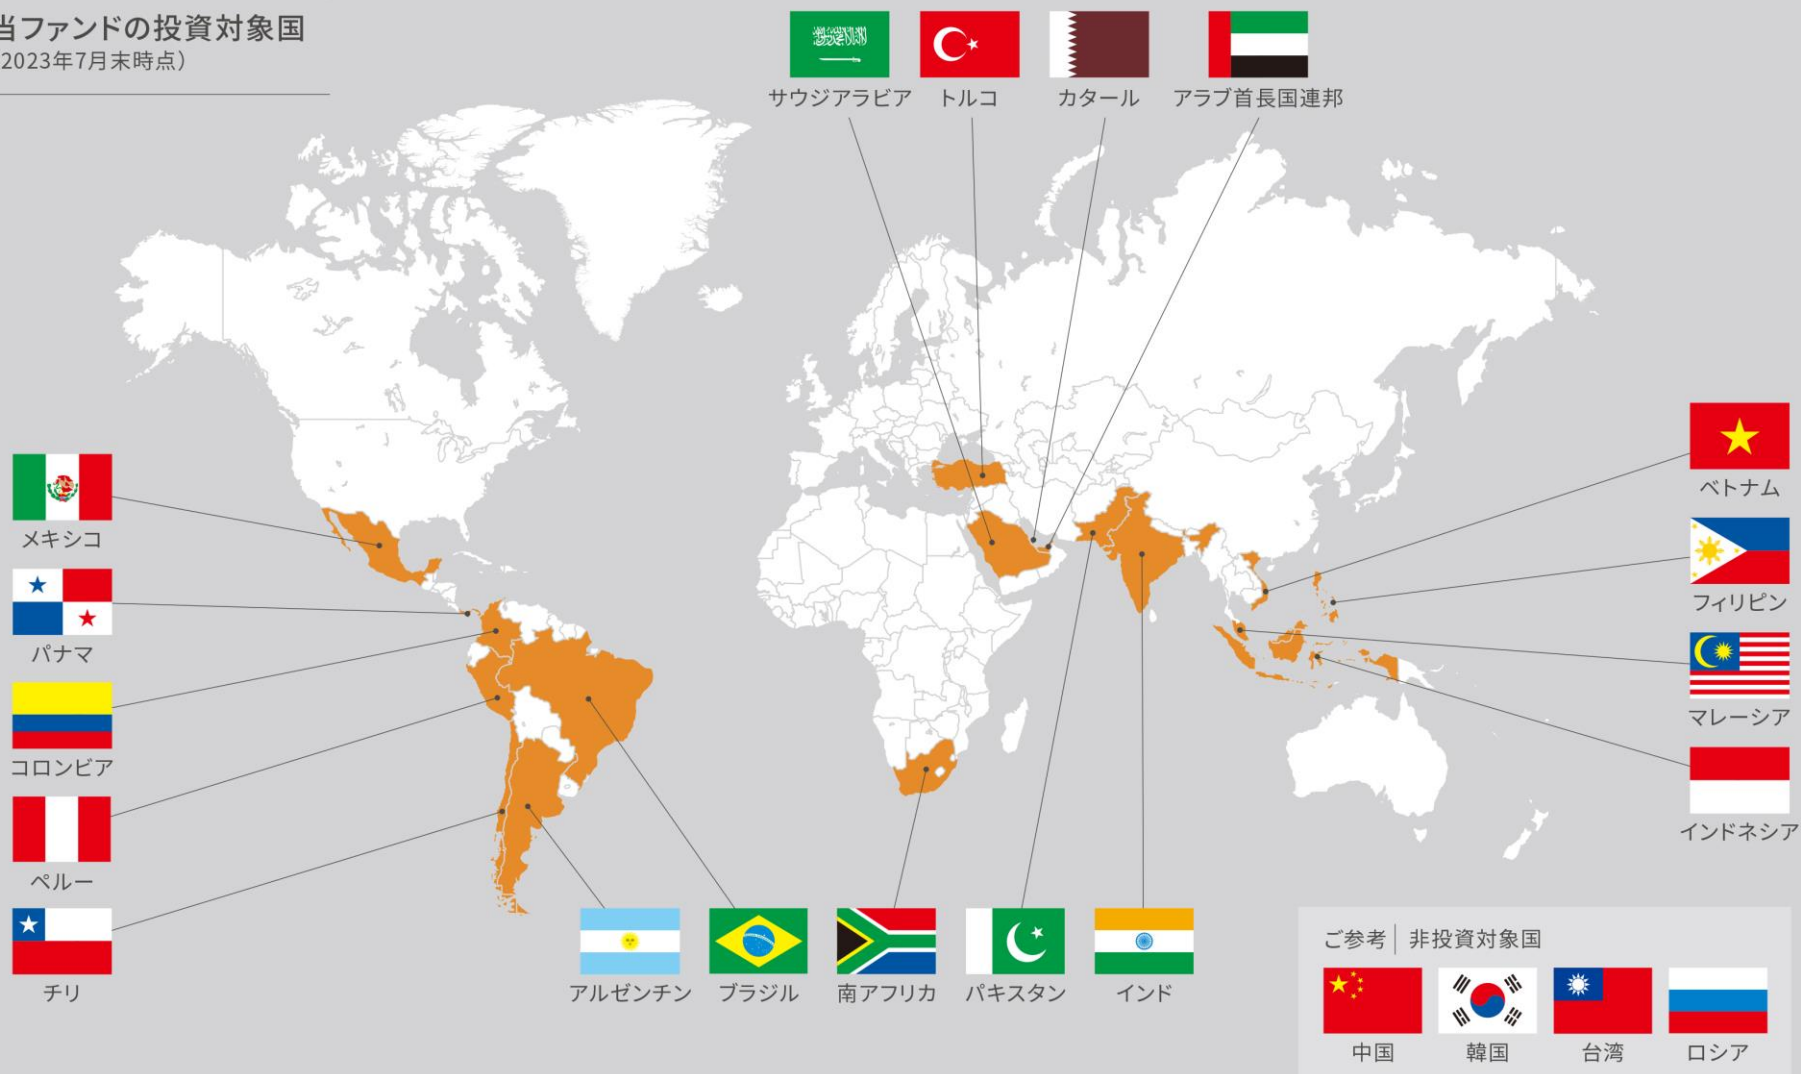 当ファンドの投資対象国
2023年7月末時点）
サウジアラビア
トルコ
カタール
アラブ首長国連邦
メキシコ
パナマ
コロンビア
ペルー
チリ
ベトナム
フィリピン
マレーシア
インドネシア
アルゼンチン
ブラジル
南アフリカ
パキスタン
インド
ご参考│非投資対象国
中国
韓国
台湾
ロシア